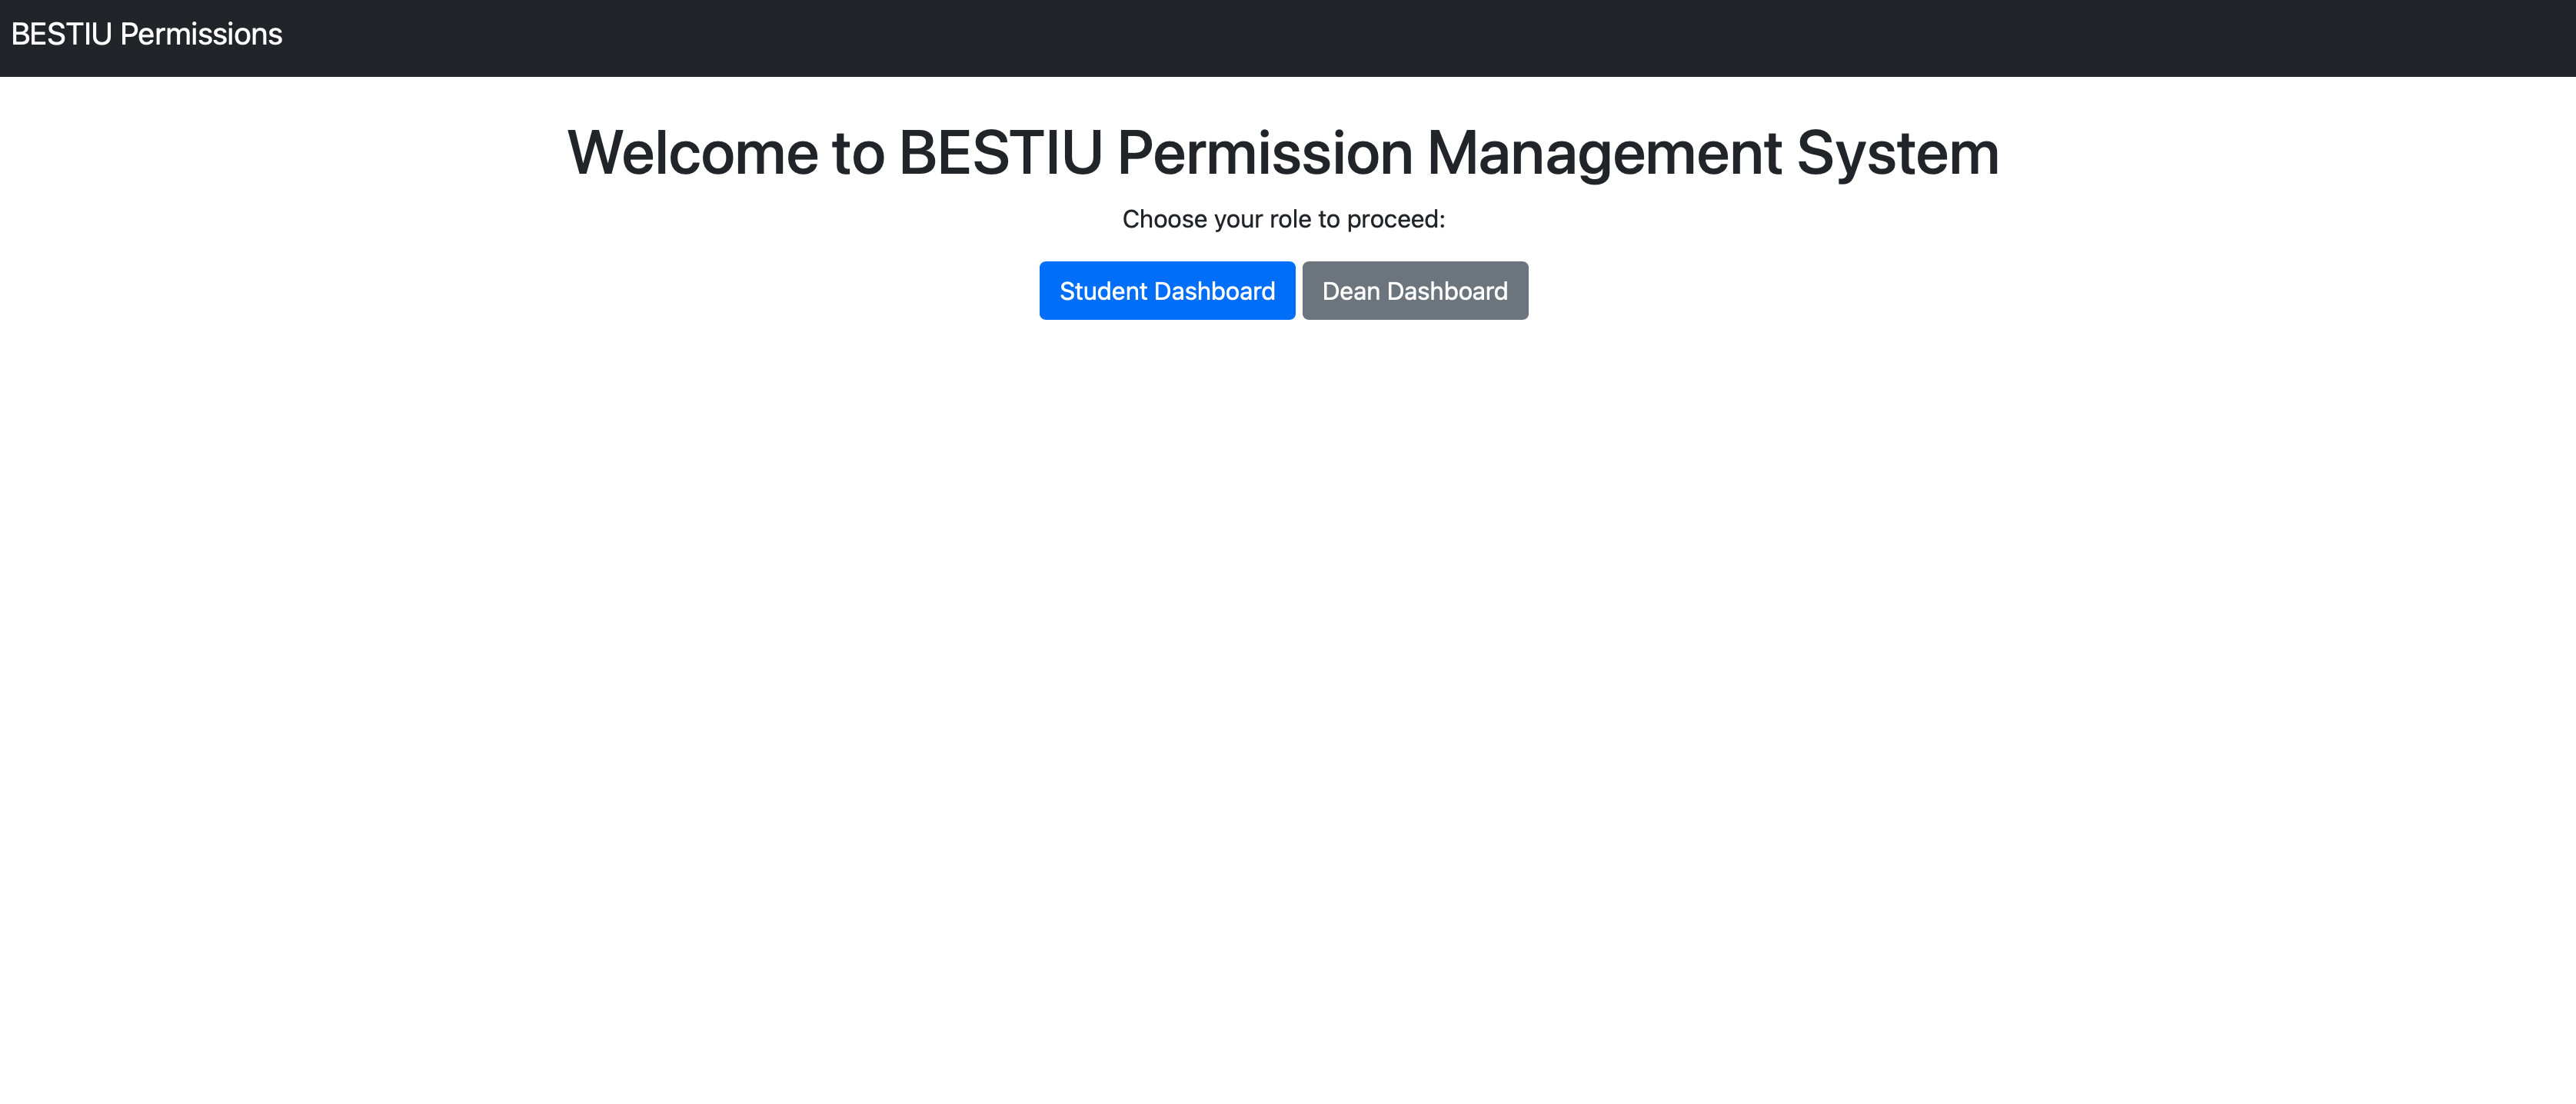 BESTIU Permissions
Welcome to BESTIU Permission Management System
Choose your role to proceed:
Student Dashboard Dean Dashboard